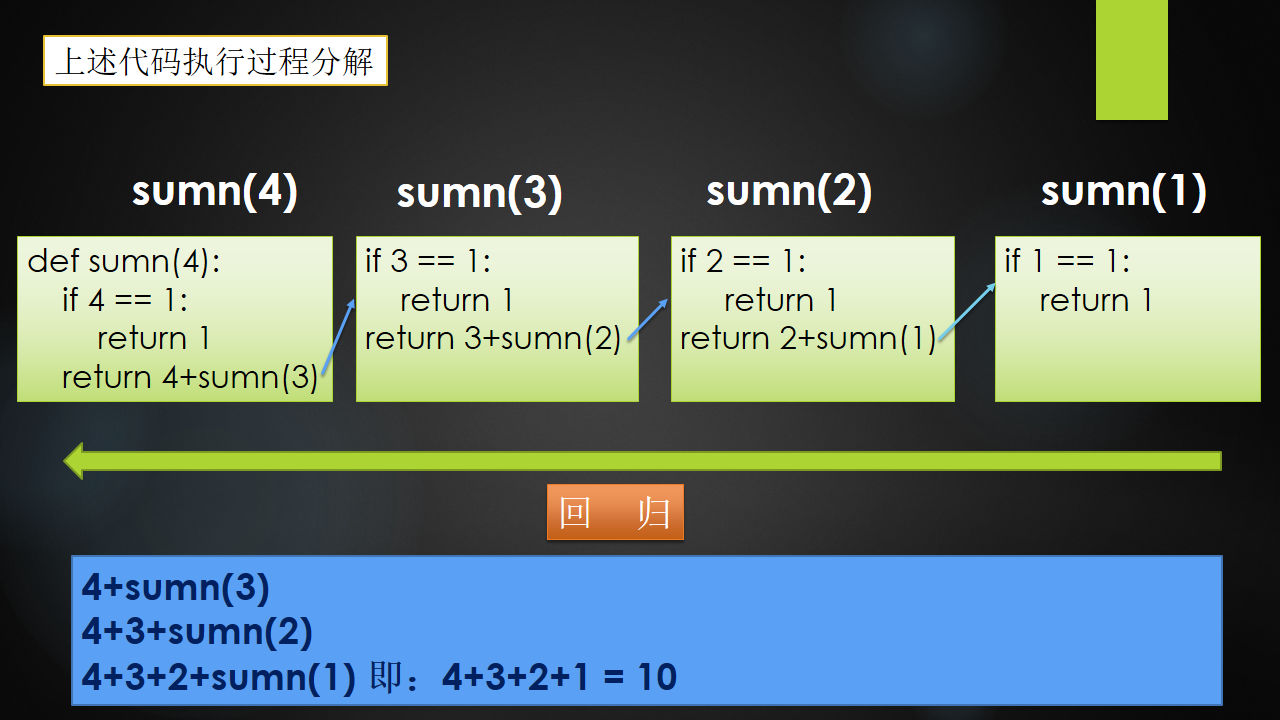 上述代码执行过程分解
sumn(4)
sumn(3)
sumn(2)
sumn(1)
def sumn(4):
if 4 == 1:
return 1
return 4+sumn(3)
if 3 == 1:
return 1
return 3+sumn(2)
if 2 == 1:
return 1
return 2+sumn(1)
if 1 == 1:
return 1
回 归
4+sumn(3)
4+3+sumn(2)
4+3+2+sumn(1) 即：4+3+2+1 = 10